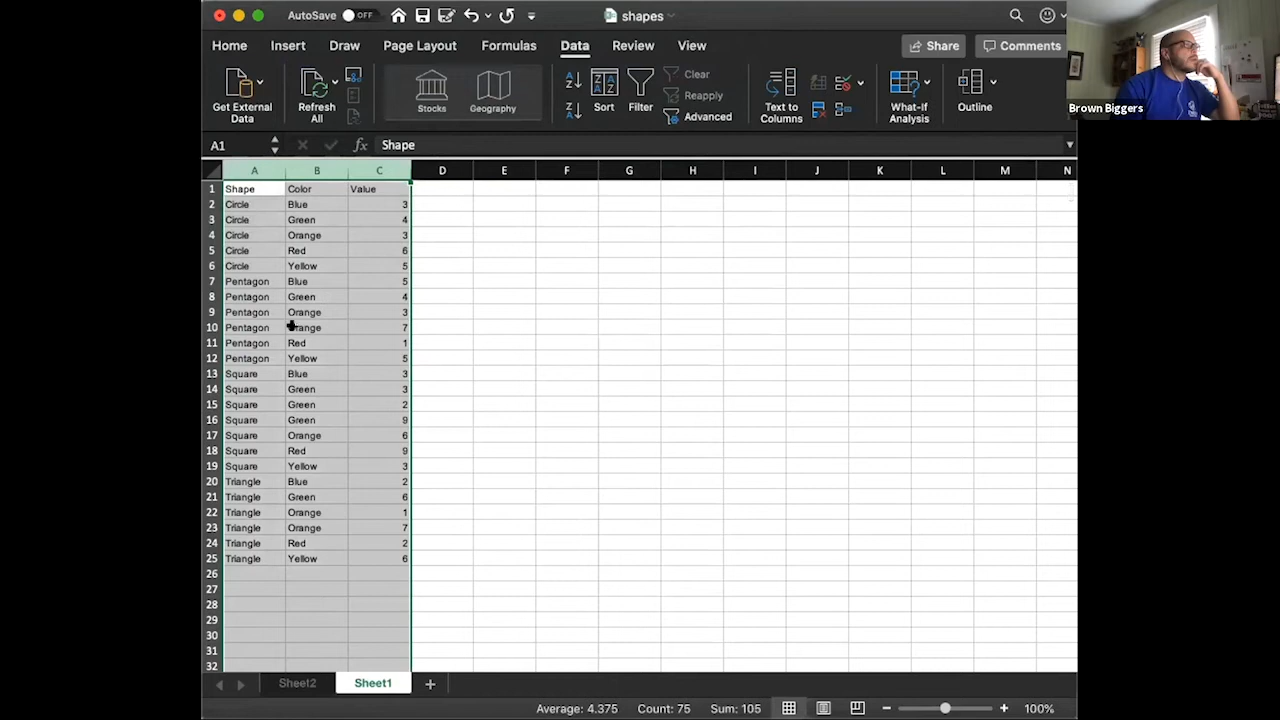 AutoSave OFF shapes
Home Insert Draw Page Layout Formulas Data Review View Share Comments
Get External Data
Refresh All
Stocks
Geography
Sort
Filter
Clear
Reapply
Advanced
Text to Columns
What-If Analysis
Outline
Brown Biggers
A1 fx Shape
A B C D E F G H I J K L M N
1 Shape Color Value
2 Circle Blue 3
3 Circle Green 4
4 Circle Orange 3
5 Circle Red 6
6 Circle Yellow 5
7 Pentagon Blue 5
8 Pentagon Green 4
9 Pentagon Orange 3
10 Pentagon Orange 7
11 Pentagon Red 1
12 Pentagon Yellow 5
13 Square Blue 3
14 Square Green 3
15 Square Green 2
16 Square Green 9
17 Square Orange 6
18 Square Red 9
19 Square Yellow 3
20 Triangle Blue 2
21 Triangle Green 6
22 Triangle Orange 1
23 Triangle Orange 7
24 Triangle Red 2
25 Triangle Yellow 6
26
27
28
29
30
31
32
Sheet2 Sheet1 +
Average: 4.375 Count: 75 Sum: 105 100%